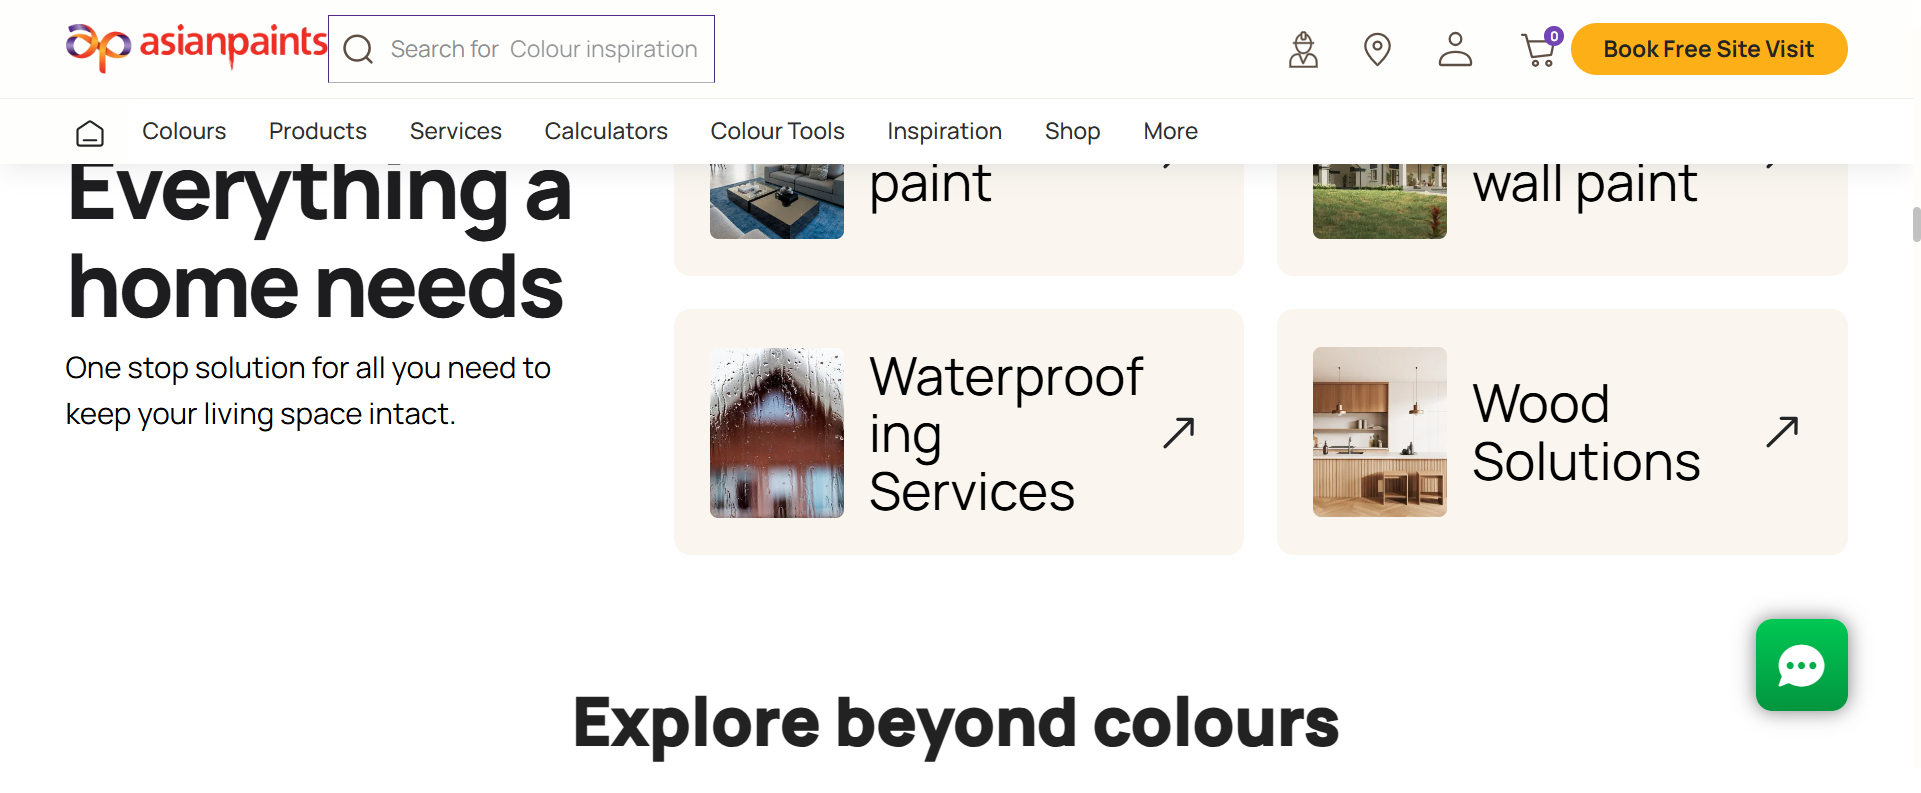 asianpaints
Search for Colour inspiration
0
Book Free Site Visit
Colours Products Services Calculators Colour Tools Inspiration Shop More
Everything a
home needs
One stop solution for all you need to
keep your living space intact.
paint
wall paint
Waterproof
ing
Services
Wood
Solutions
Explore beyond colours